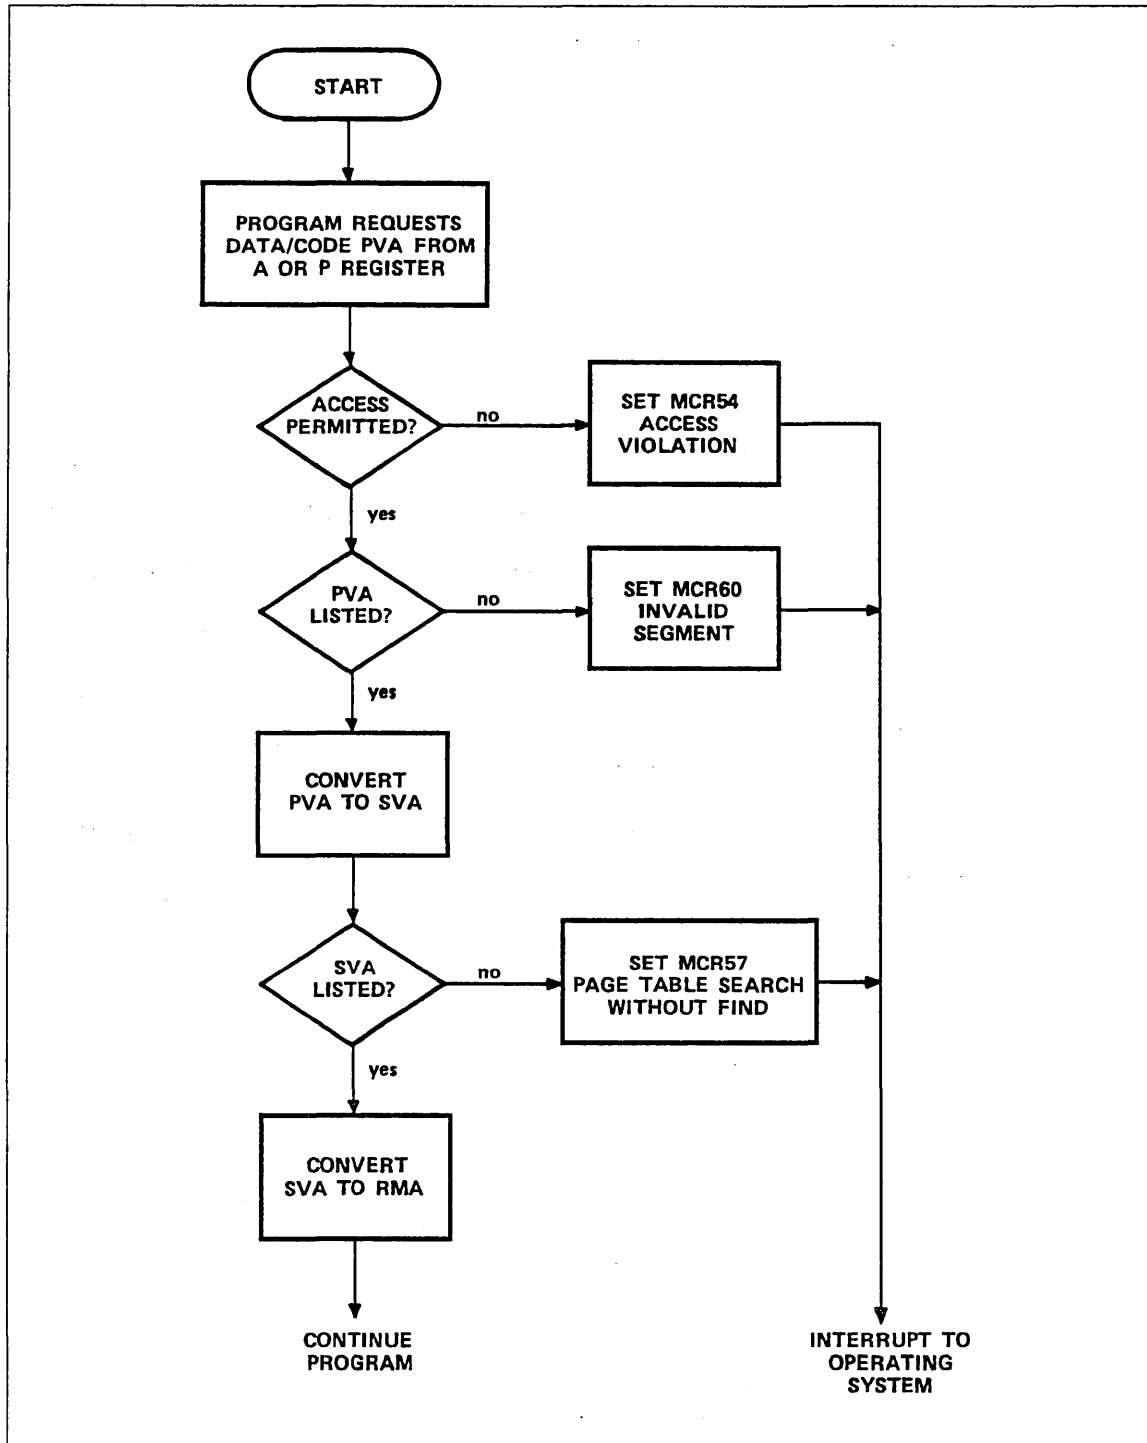 START
PROGRAM REQUESTS
DATA/CODE PVA FROM
A OR P REGISTER
ACCESS
PERMITTED?
no
SET MCR54
ACCESS
VIOLATION
yes
PVA
LISTED?
no
SET MCR60
INVALID
SEGMENT
yes
CONVERT
PVA TO SVA
SVA
LISTED?
no
SET MCR57
PAGE TABLE SEARCH
WITHOUT FIND
yes
CONVERT
SVA TO RMA
CONTINUE
PROGRAM
INTERRUPT TO
OPERATING
SYSTEM